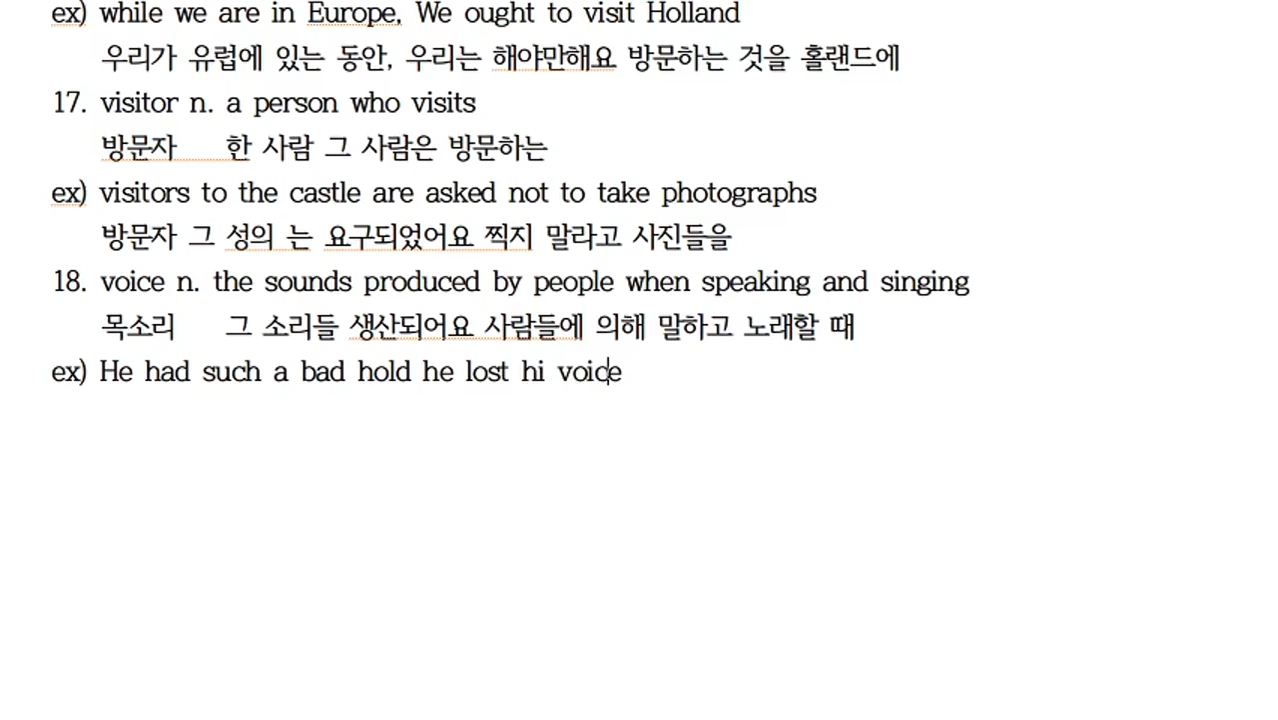 ex) while we are in Europe, We ought to visit Holland
우리가 유럽에 있는 동안, 우리는 해야만해요 방문하는 것을 홀랜드에
17. visitor n. a person who visits
방문자 한 사람 그 사람은 방문하는
ex) visitors to the castle are asked not to take photographs
방문자 그 성의 는 요구되었어요 찍지 말라고 사진들을
18. voice n. the sounds produced by people when speaking and singing
목소리 그 소리들 생산되어요 사람들에 의해 말하고 노래할 때
ex) He had such a bad hold he lost hi voice